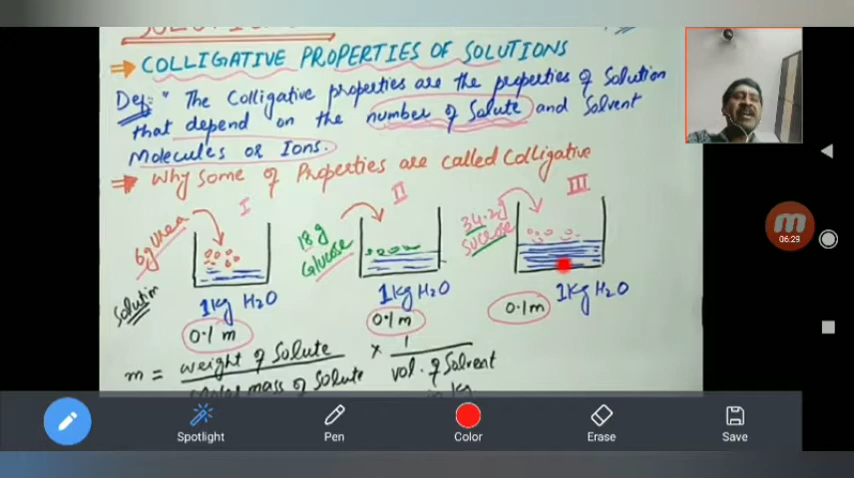 COLLIGATIVE PROPERTIES OF SOLUTIONS
Def:- " The Colligative properties are the properties of Solution
that depend on the number of Solute and Solvent
Molecules or Ions.
Why Some of Properties are called Colligative
I
II
III
6g urea
18g
Glucose
34.2g
Sucrose
Solution
1Kg H2O
1Kg H2O
1Kg H2O
0.1 m
0.1 m
0.1m
m = weight of Solute × 1
mass of Solute vol. of Solvent
Kg
M
06:29
Spotlight
Pen
Color
Erase
Save